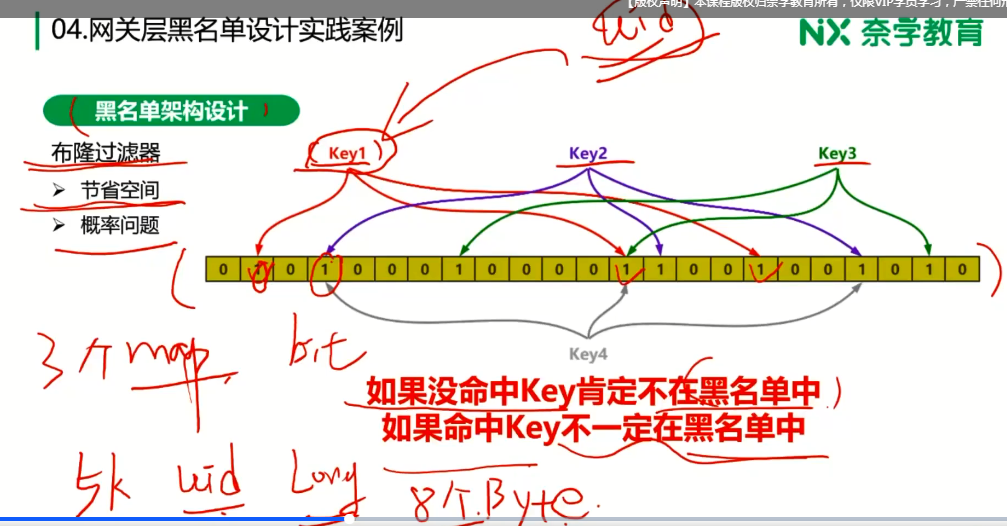 【版权声明】本课程版权归奈学教育所有，仅限VIP学员学习，严禁任何形
04.网关层黑名单设计实践案例
NX 奈学教育
uid
黑名单架构设计
布隆过滤器
➢ 节省空间
➢ 概率问题
Key1 Key2 Key3
0 1 0 1 0 0 0 1 0 0 0 0 1 1 0 0 1 0 0 1 0 1 0
Key4
3个map bit
如果没命中Key肯定不在黑名单中
如果命中Key不一定在黑名单中
5k uid Long 8个Byte.